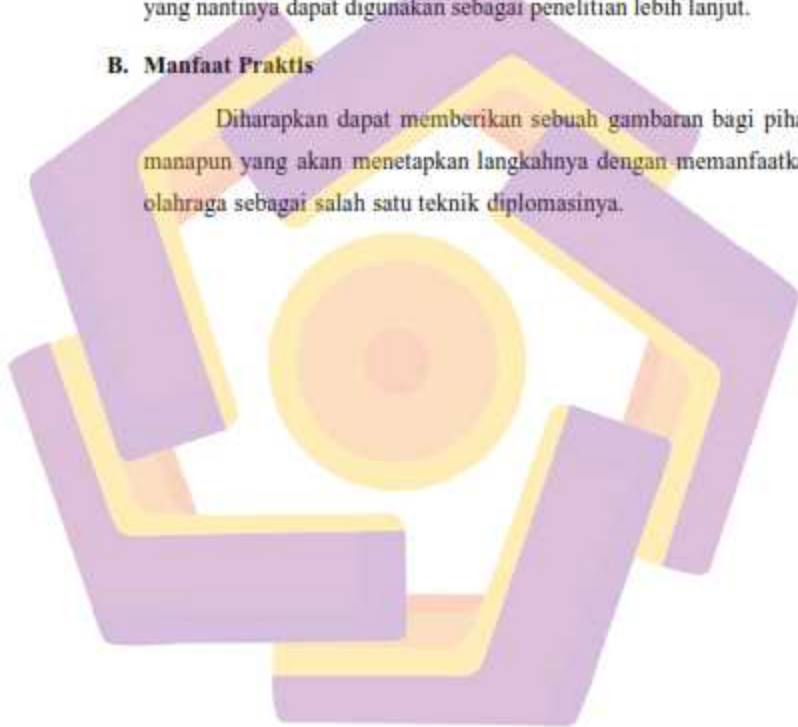 yang nantinya dapat digunakan sebagai penelitian lebih lanjut.
B. Manfaat Praktis
Diharapkan dapat memberikan sebuah gambaran bagi piha
manapun yang akan menetapkan langkahnya dengan memanfaatka
olahraga sebagai salah satu teknik diplomasinya.